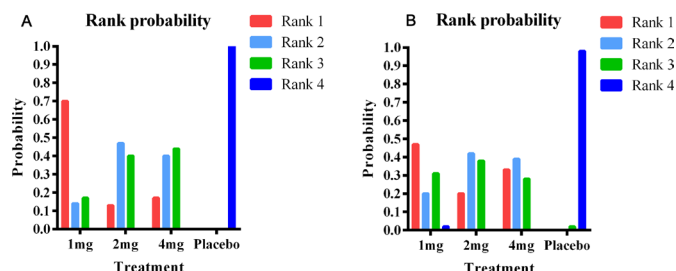 A
Rank probability
Rank 1
Rank 2
Rank 3
Rank 4
Probability
1.0
0.9
0.8
0.7
0.6
0.5
0.4
0.3
0.2
0.1
0.0
1mg 2mg 4mg Placebo
Treatment
B
Rank probability
Rank 1
Rank 2
Rank 3
Rank 4
Probability
1.0
0.9
0.8
0.7
0.6
0.5
0.4
0.3
0.2
0.1
0.0
1mg 2mg 4mg Placebo
Treatment